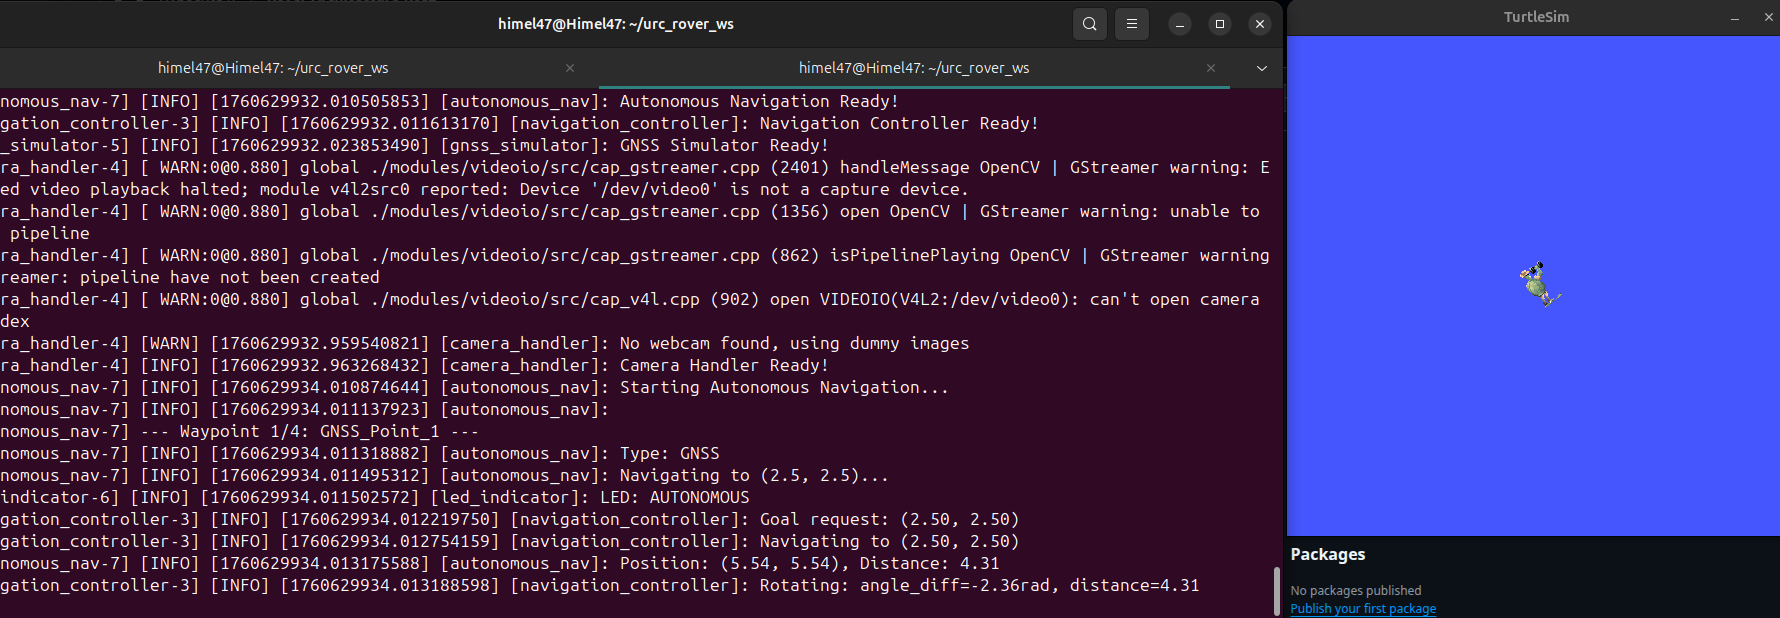 himel47@Himel47: ~/urc_rover_ws
himel47@Himel47: ~/urc_rover_ws
himel47@Himel47: ~/urc_rover_ws
nomous_nav-7] [INFO] [1760629932.010505853] [autonomous_nav]: Autonomous Navigation Ready!
gation_controller-3] [INFO] [1760629932.011613170] [navigation_controller]: Navigation Controller Ready!
_simulator-5] [INFO] [1760629932.023853490] [gnss_simulator]: GNSS Simulator Ready!
ra_handler-4] [ WARN:0@0.880] global ./modules/videoio/src/cap_gstreamer.cpp (2401) handleMessage OpenCV | GStreamer warning: E
ed video playback halted; module v4l2src0 reported: Device '/dev/video0' is not a capture device.
ra_handler-4] [ WARN:0@0.880] global ./modules/videoio/src/cap_gstreamer.cpp (1356) open OpenCV | GStreamer warning: unable to
pipeline
ra_handler-4] [ WARN:0@0.880] global ./modules/videoio/src/cap_gstreamer.cpp (862) isPipelinePlaying OpenCV | GStreamer warning
reamer: pipeline have not been created
ra_handler-4] [ WARN:0@0.880] global ./modules/videoio/src/cap_v4l.cpp (902) open VIDEOIO(V4L2:/dev/video0): can't open camera
dex
ra_handler-4] [WARN] [1760629932.959540821] [camera_handler]: No webcam found, using dummy images
ra_handler-4] [INFO] [1760629932.963268432] [camera_handler]: Camera Handler Ready!
nomous_nav-7] [INFO] [1760629934.010874644] [autonomous_nav]: Starting Autonomous Navigation...
nomous_nav-7] [INFO] [1760629934.011137923] [autonomous_nav]:
nomous_nav-7] --- Waypoint 1/4: GNSS_Point_1 ---
nomous_nav-7] [INFO] [1760629934.011318882] [autonomous_nav]: Type: GNSS
nomous_nav-7] [INFO] [1760629934.011495312] [autonomous_nav]: Navigating to (2.5, 2.5)...
indicator-6] [INFO] [1760629934.011502572] [led_indicator]: LED: AUTONOMOUS
gation_controller-3] [INFO] [1760629934.012219750] [navigation_controller]: Goal request: (2.50, 2.50)
gation_controller-3] [INFO] [1760629934.012754159] [navigation_controller]: Navigating to (2.50, 2.50)
nomous_nav-7] [INFO] [1760629934.013175588] [autonomous_nav]: Position: (5.54, 5.54), Distance: 4.31
gation_controller-3] [INFO] [1760629934.013188598] [navigation_controller]: Rotating: angle_diff=-2.36rad, distance=4.31
TurtleSim
Packages
No packages published
Publish your first package